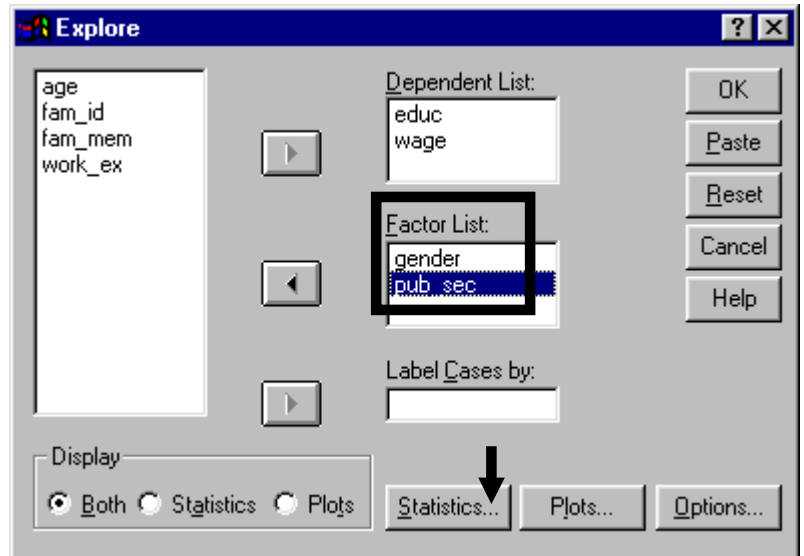 Explore
age
fam_id
fam_mem
work_ex
Dependent List:
educ
wage
Factor List:
gender
pub_sec
Label Cases by:
OK
Paste
Reset
Cancel
Help
Display
Both Statistics Plots
Statistics... Plots... Options...